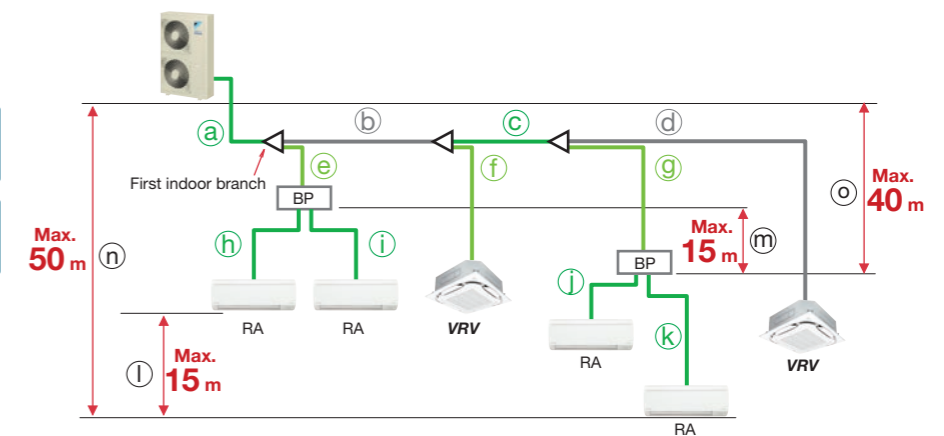 ⓐ
ⓑ
ⓒ
ⓓ
First indoor branch
ⓔ
ⓕ
ⓖ
BP
Max.
40 m
ⓞ
Max.
50 m
ⓝ
ⓗ
ⓘ
Max.
15 m
ⓜ
BP
RA
RA
VRV
ⓙ
ⓚ
RA
VRV
ⓛ
Max.
15 m
RA